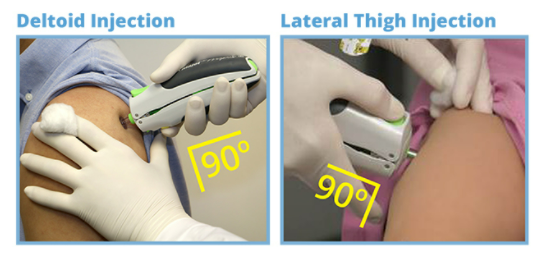 Deltoid Injection
Lateral Thigh Injection
90°
90°